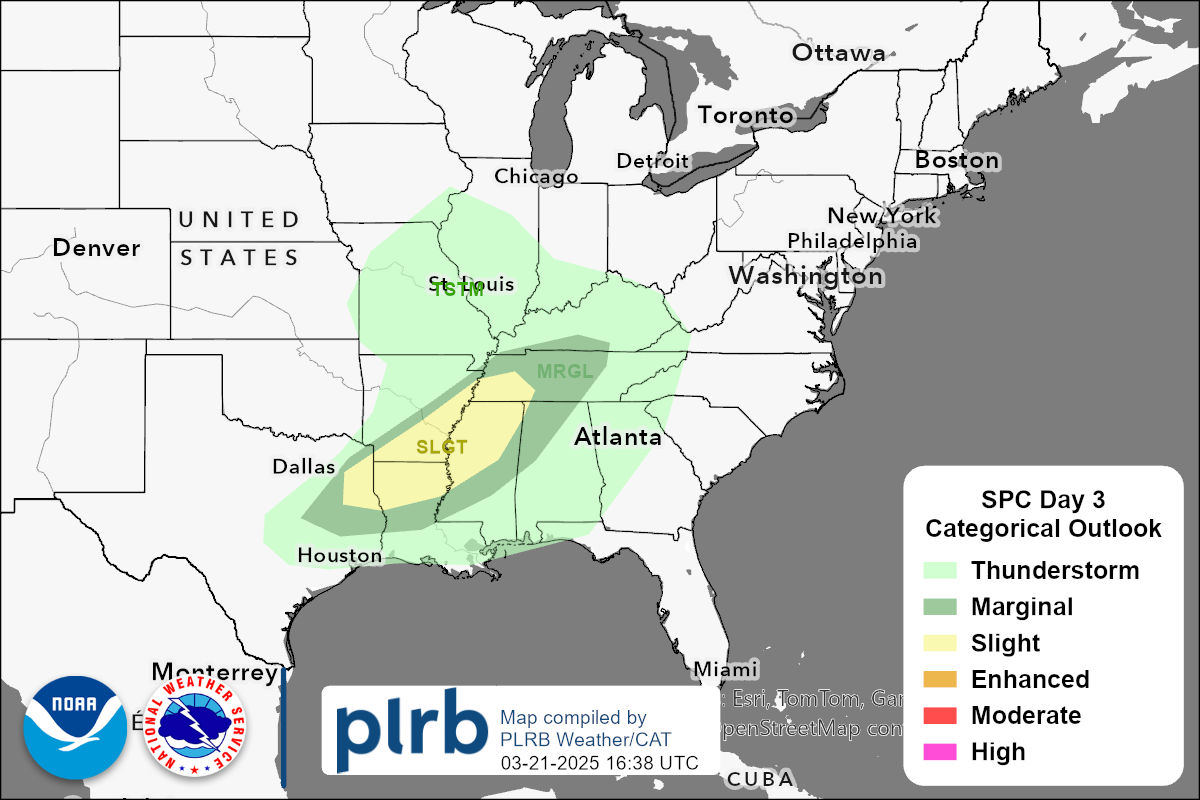 Ottawa
Toronto
Detroit
Boston
Chicago
New York
UNITED
Philadelphia
Denver
STATES
Washington
St. Louis
TSTM
MRGL
Atlanta
SLGT
Dallas
Houston
Miami
Monterrey
CUBA
SPC Day 3
Categorical Outlook
Thunderstorm
Marginal
Slight
Enhanced
Moderate
High
NOAA
NATIONAL WEATHER SERVICE
plrb
Map compiled by
PLRB Weather/CAT
03-21-2025 16:38 UTC
: Esri, TomTom, Gar
penStreetMap con